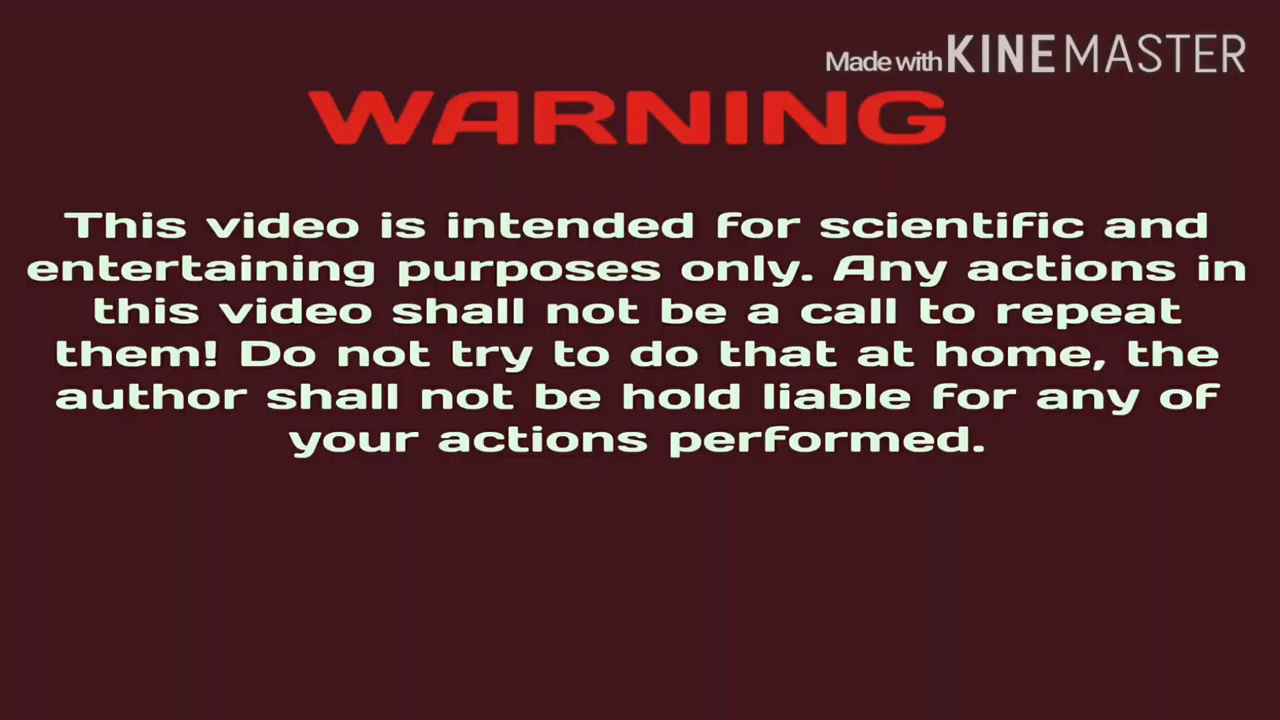 Made with KINEMASTER
WARNING
This video is intended for scientific and
entertaining purposes only. Any actions in
this video shall not be a call to repeat
them! Do not try to do that at home, the
author shall not be hold liable for any of
your actions performed.